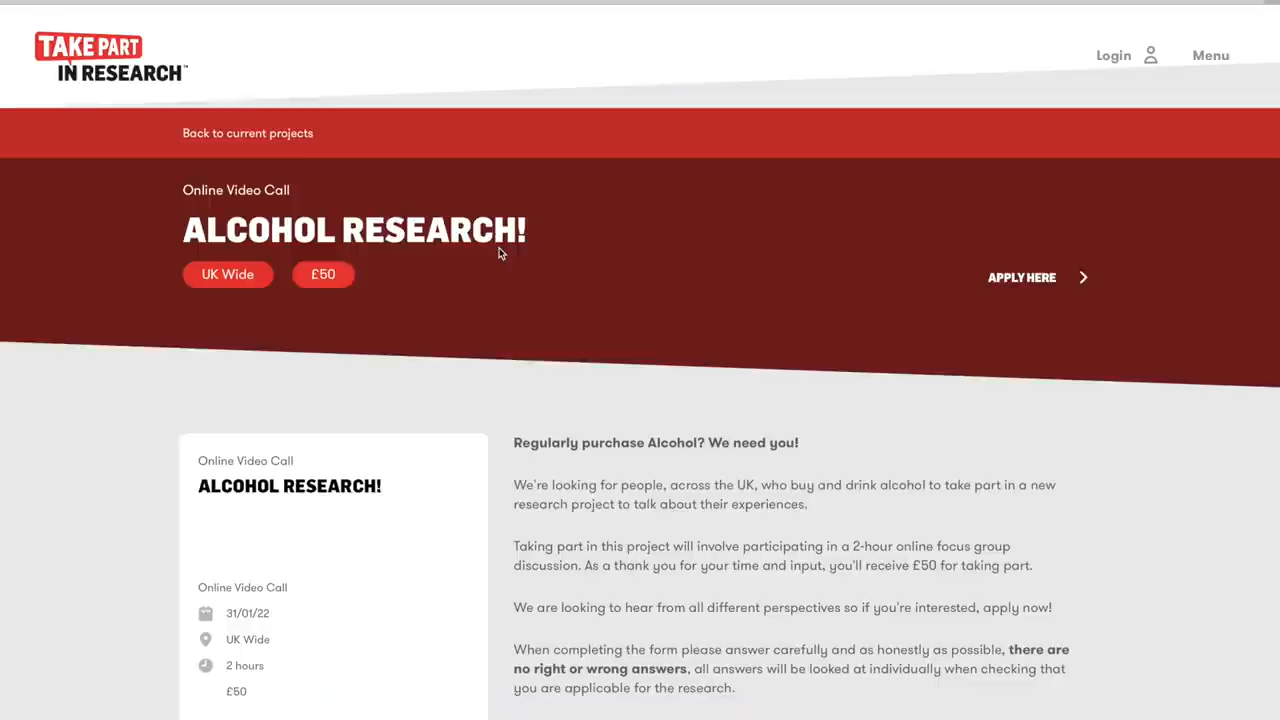 TAKE PART
IN RESEARCH™
Login
Menu
Back to current projects
Online Video Call
ALCOHOL RESEARCH!
UK Wide
£50
APPLY HERE
Online Video Call
ALCOHOL RESEARCH!
Online Video Call
31/01/22
UK Wide
2 hours
£50
Regularly purchase Alcohol? We need you!
We're looking for people, across the UK, who buy and drink alcohol to take part in a new
research project to talk about their experiences.
Taking part in this project will involve participating in a 2-hour online focus group
discussion. As a thank you for your time and input, you'll receive £50 for taking part.
We are looking to hear from all different perspectives so if you're interested, apply now!
When completing the form please answer carefully and as honestly as possible, there are
no right or wrong answers, all answers will be looked at individually when checking that
you are applicable for the research.